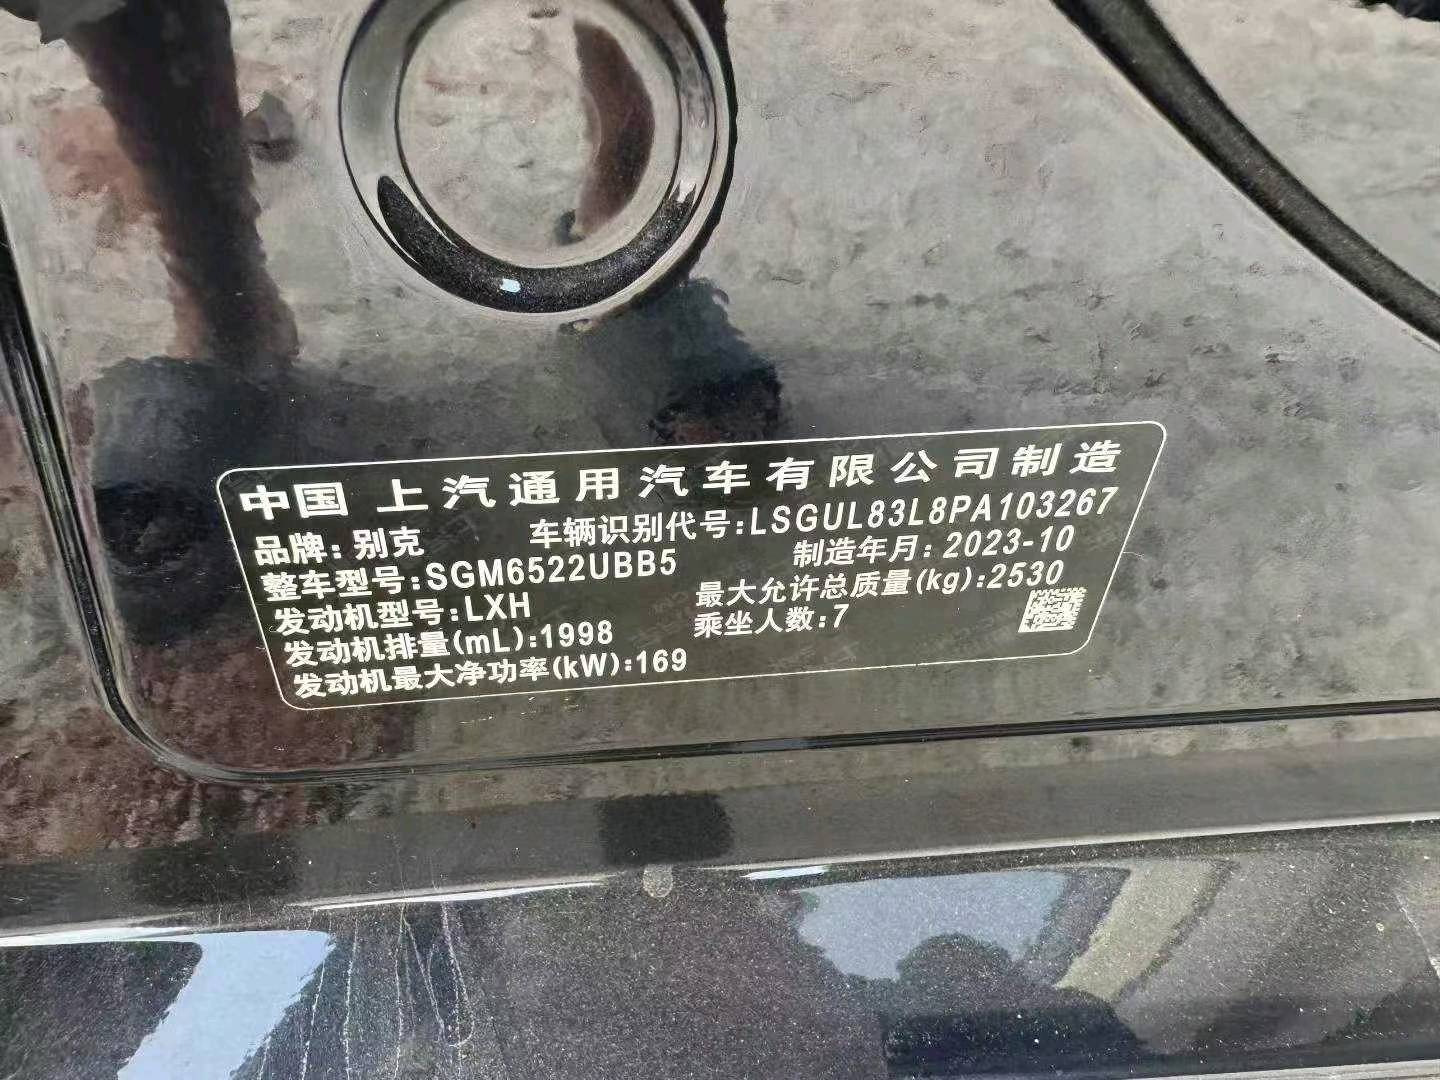 中国 上汽通用汽车有限公司制造
品牌: 别克 车辆识别代号:LSGUL83L8PA103267
整车型号:SGM6522UBB5 制造年月: 2023-10
发动机型号:LXH 最大允许总质量(kg):2530
发动机排量(mL):1998 乘坐人数:7
发动机最大净功率(kW):169